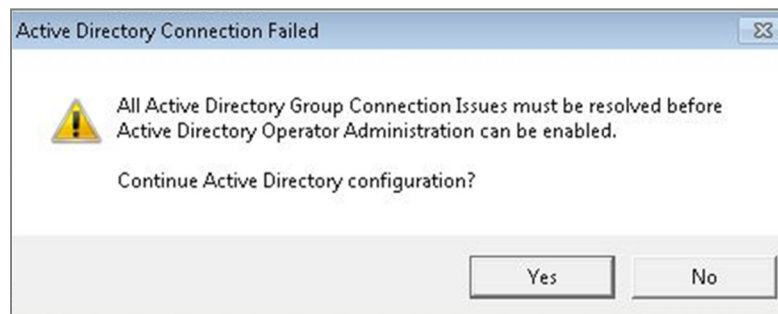 Active Directory Connection Failed
All Active Directory Group Connection Issues must be resolved before
Active Directory Operator Administration can be enabled.
Continue Active Directory configuration?
Yes No